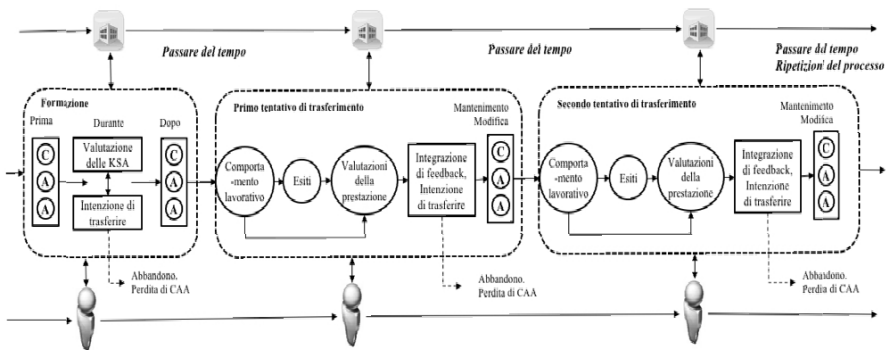 Passare del tempo
Passare del tempo
Passare del tempo
Ripetizioni del processo
Formazione
Prima
Durante
Dopo
Valutazione
delle KSA
Intenzione di
trasferire
C
A
A
C
A
A
Abbandono.
Perdita di CAA
Primo tentativo di trasferimento
Mantenimento
Modifica
Comporta
-mento
lavorativo
Esiti
Valutazioni
della
prestazione
Integrazione
di feedback,
Intenzione
di trasferire
C
A
A
Abbandono.
Perdita di CAA
Secondo tentativo di trasferimento
Mantenimento
Modifica
Comporta
-mento
lavorativo
Esiti
Valutazioni
della
prestazione
Integrazione
di feedback,
Intenzione
di trasferire
C
A
A
Abbandono.
Perdita di CAA